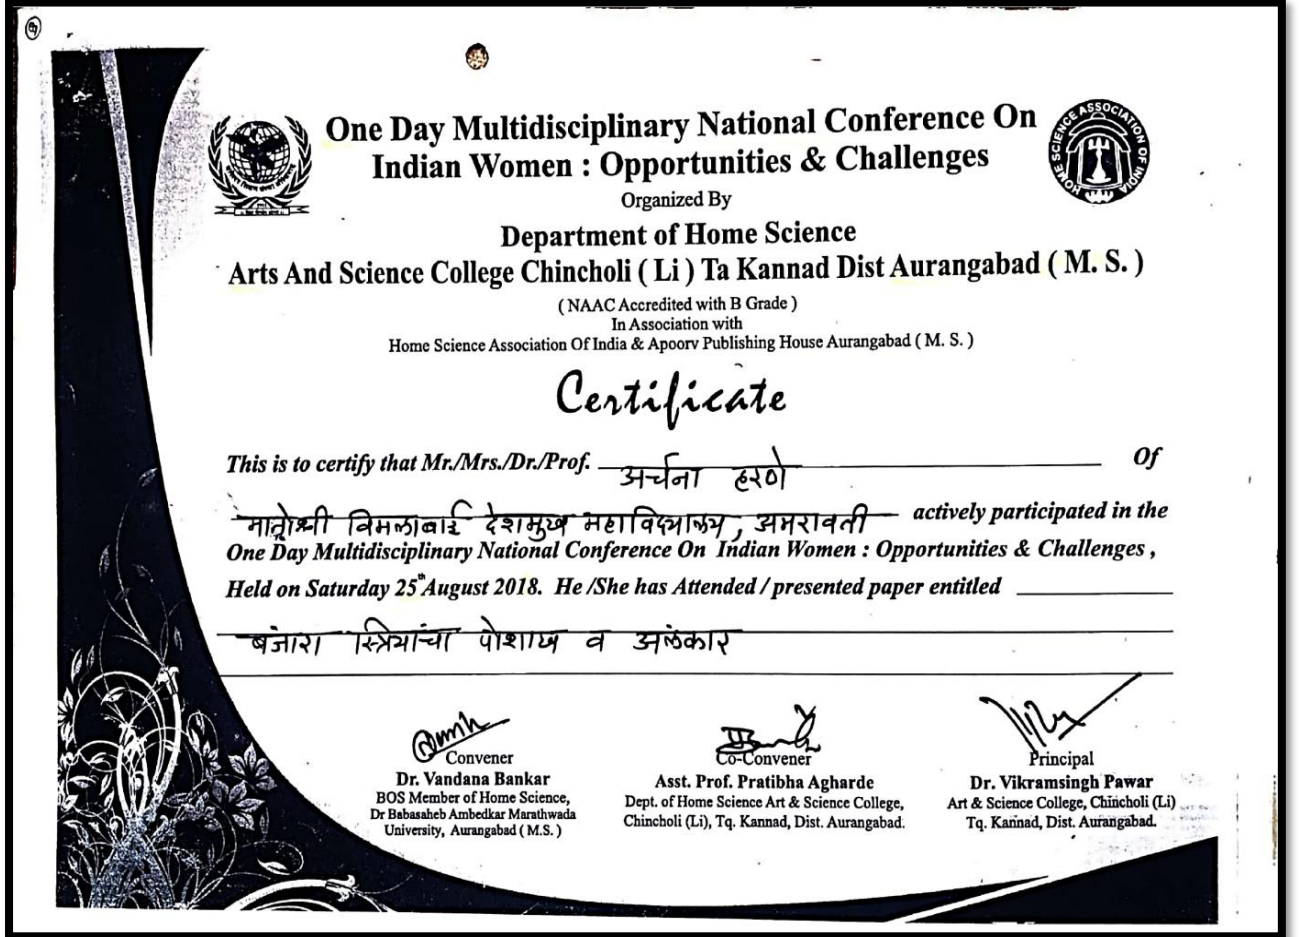 One Day Multidisciplinary National Conference On
Indian Women : Opportunities & Challenges
HOME SCIENCE ASSOCIATION OF INDIA
Organized By
Department of Home Science
Arts And Science College Chincholi ( Li ) Ta Kannad Dist Aurangabad ( M. S. )
( NAAC Accredited with B Grade )
In Association with
Home Science Association Of India & Apoorv Publishing House Aurangabad ( M. S. )
Certificate
This is to certify that Mr./Mrs./Dr./Prof. अर्चना हरणे Of
मातोश्री विमलाबाई देशमुख महाविद्यालय, अमरावती actively participated in the
One Day Multidisciplinary National Conference On Indian Women : Opportunities & Challenges ,
Held on Saturday 25th August 2018. He /She has Attended / presented paper entitled
बंजारा स्त्रियांचा पोशाख व अलंकार
Convener
Dr. Vandana Bankar
BOS Member of Home Science,
Dr Babasaheb Ambedkar Marathwada
University, Aurangabad ( M.S. )
Co-Convener
Asst. Prof. Pratibha Agharde
Dept. of Home Science Art & Science College,
Chincholi (Li), Tq. Kannad, Dist. Aurangabad.
Principal
Dr. Vikramsingh Pawar
Art & Science College, Chincholi (Li)
Tq. Kannad, Dist. Aurangabad.